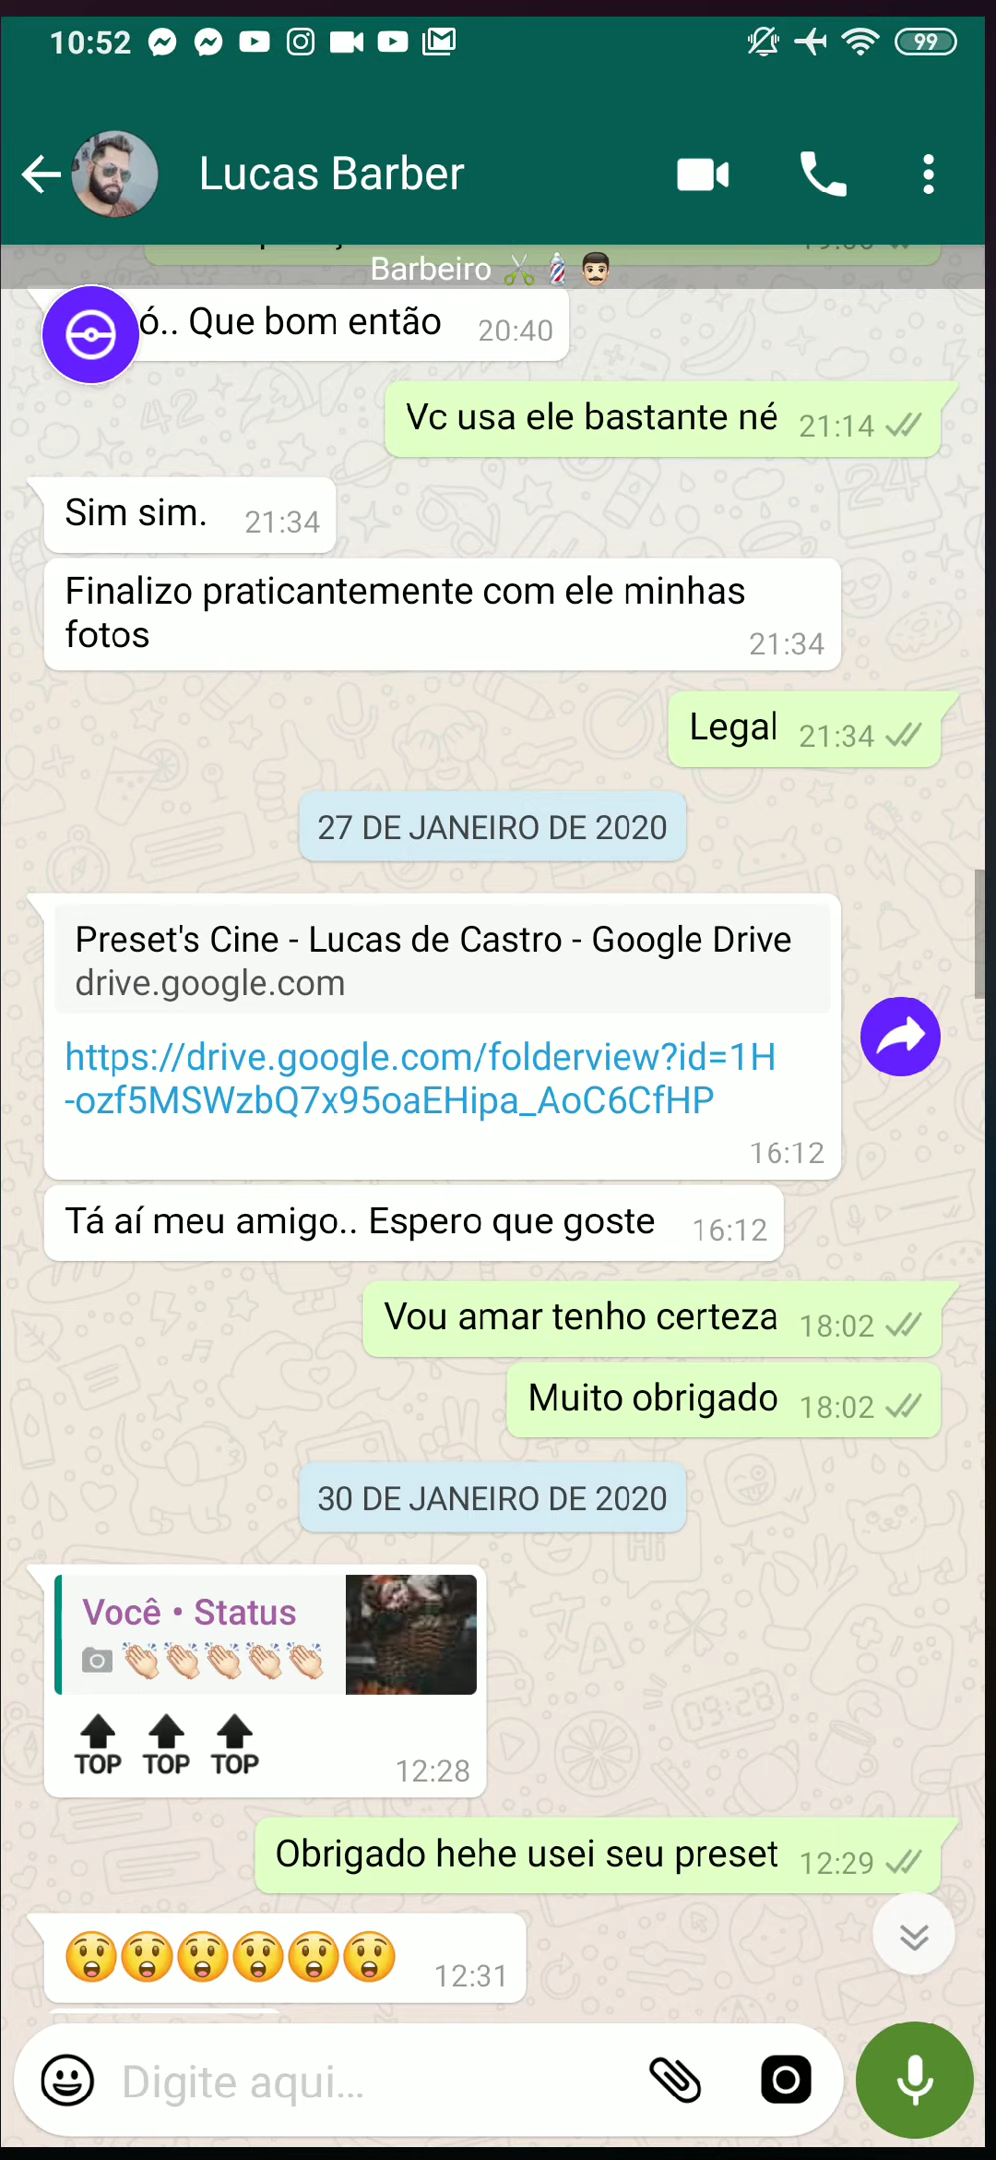 10:52
99
Lucas Barber
Barbeiro ✂️💈👨🏻
ó.. Que bom então 20:40
Vc usa ele bastante né 21:14
Sim sim. 21:34
Finalizo praticantemente com ele minhas
fotos 21:34
Legal 21:34
27 DE JANEIRO DE 2020
Preset's Cine - Lucas de Castro - Google Drive
drive.google.com
https://drive.google.com/folderview?id=1H
-ozf5MSWzbQ7x95oaEHipa_AoC6CfHP
16:12
Tá aí meu amigo.. Espero que goste 16:12
Vou amar tenho certeza 18:02
Muito obrigado 18:02
30 DE JANEIRO DE 2020
Você • Status
👏🏻👏🏻👏🏻👏🏻👏🏻
TOP TOP TOP
12:28
Obrigado hehe usei seu preset 12:29
😲😲😲😲😲😲 12:31
Digite aqui...